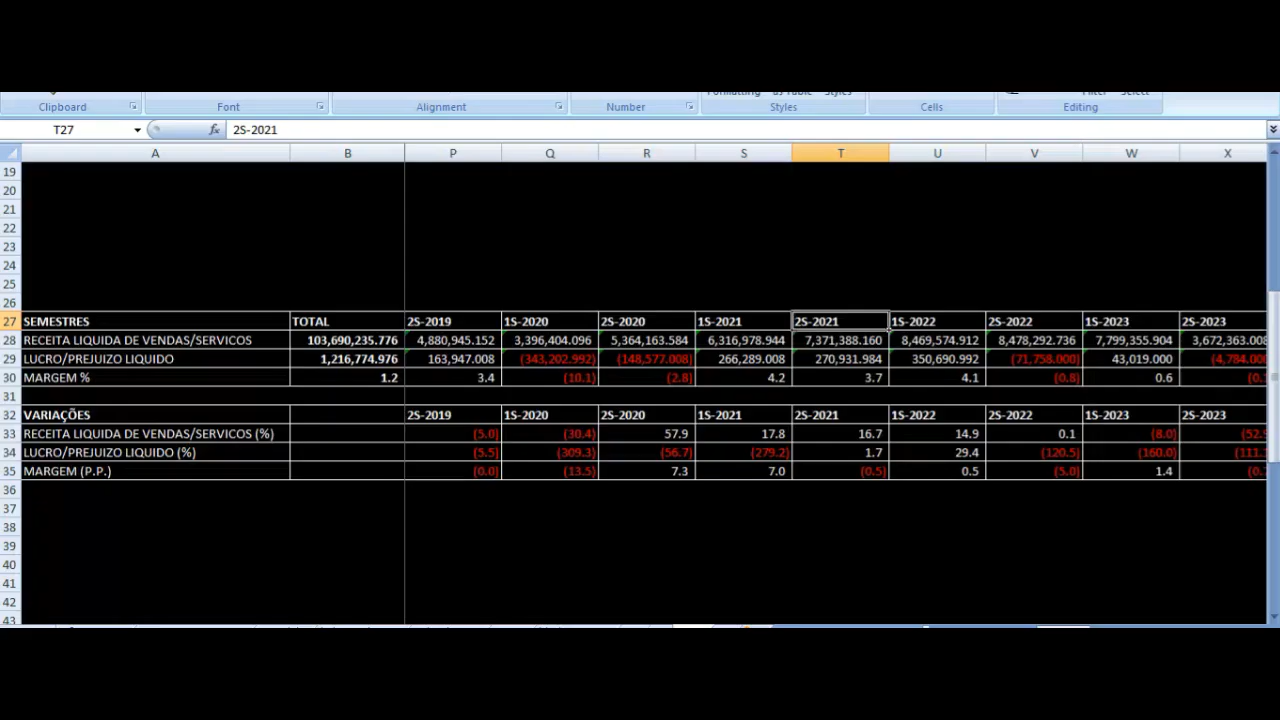 Clipboard Font Alignment Number Styles Cells Editing
T27 fx 2S-2021
A B P Q R S T U V W X
19
20
21
22
23
24
25
26
27 SEMESTRES TOTAL 2S-2019 1S-2020 2S-2020 1S-2021 2S-2021 1S-2022 2S-2022 1S-2023 2S-2023
28 RECEITA LIQUIDA DE VENDAS/SERVICOS 103,690,235.776 4,880,945.152 3,396,404.096 5,364,163.584 6,316,978.944 7,371,388.160 8,469,574.912 8,478,292.736 7,799,355.904 3,672,363.008
29 LUCRO/PREJUIZO LIQUIDO 1,216,774.976 163,947.008 (343,202.992) (148,577.008) 266,289.008 270,931.984 350,690.992 (71,758.000) 43,019.000 (4,784.000
30 MARGEM % 1.2 3.4 (10.1) (2.8) 4.2 3.7 4.1 (0.8) 0.6
31
32 VARIAÇÕES 2S-2019 1S-2020 2S-2020 1S-2021 2S-2021 1S-2022 2S-2022 1S-2023 2S-2023
33 RECEITA LIQUIDA DE VENDAS/SERVICOS (%) (5.0) (30.4) 57.9 17.8 16.7 14.9 0.1 (8.0) (52.9
34 LUCRO/PREJUIZO LIQUIDO (%) (5.5) (309.3) (56.7) (279.2) 1.7 29.4 (120.5) (160.0) (111.1
35 MARGEM (P.P.) (0.0) (13.5) 7.3 7.0 (0.5) 0.5 (5.0) 1.4
36
37
38
39
40
41
42
43